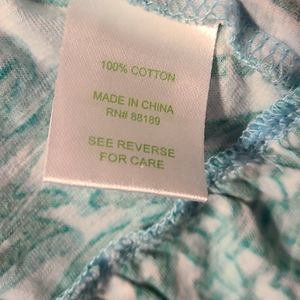 100% COTTON
MADE IN CHINA
RN# 88189
SEE REVERSE
FOR CARE